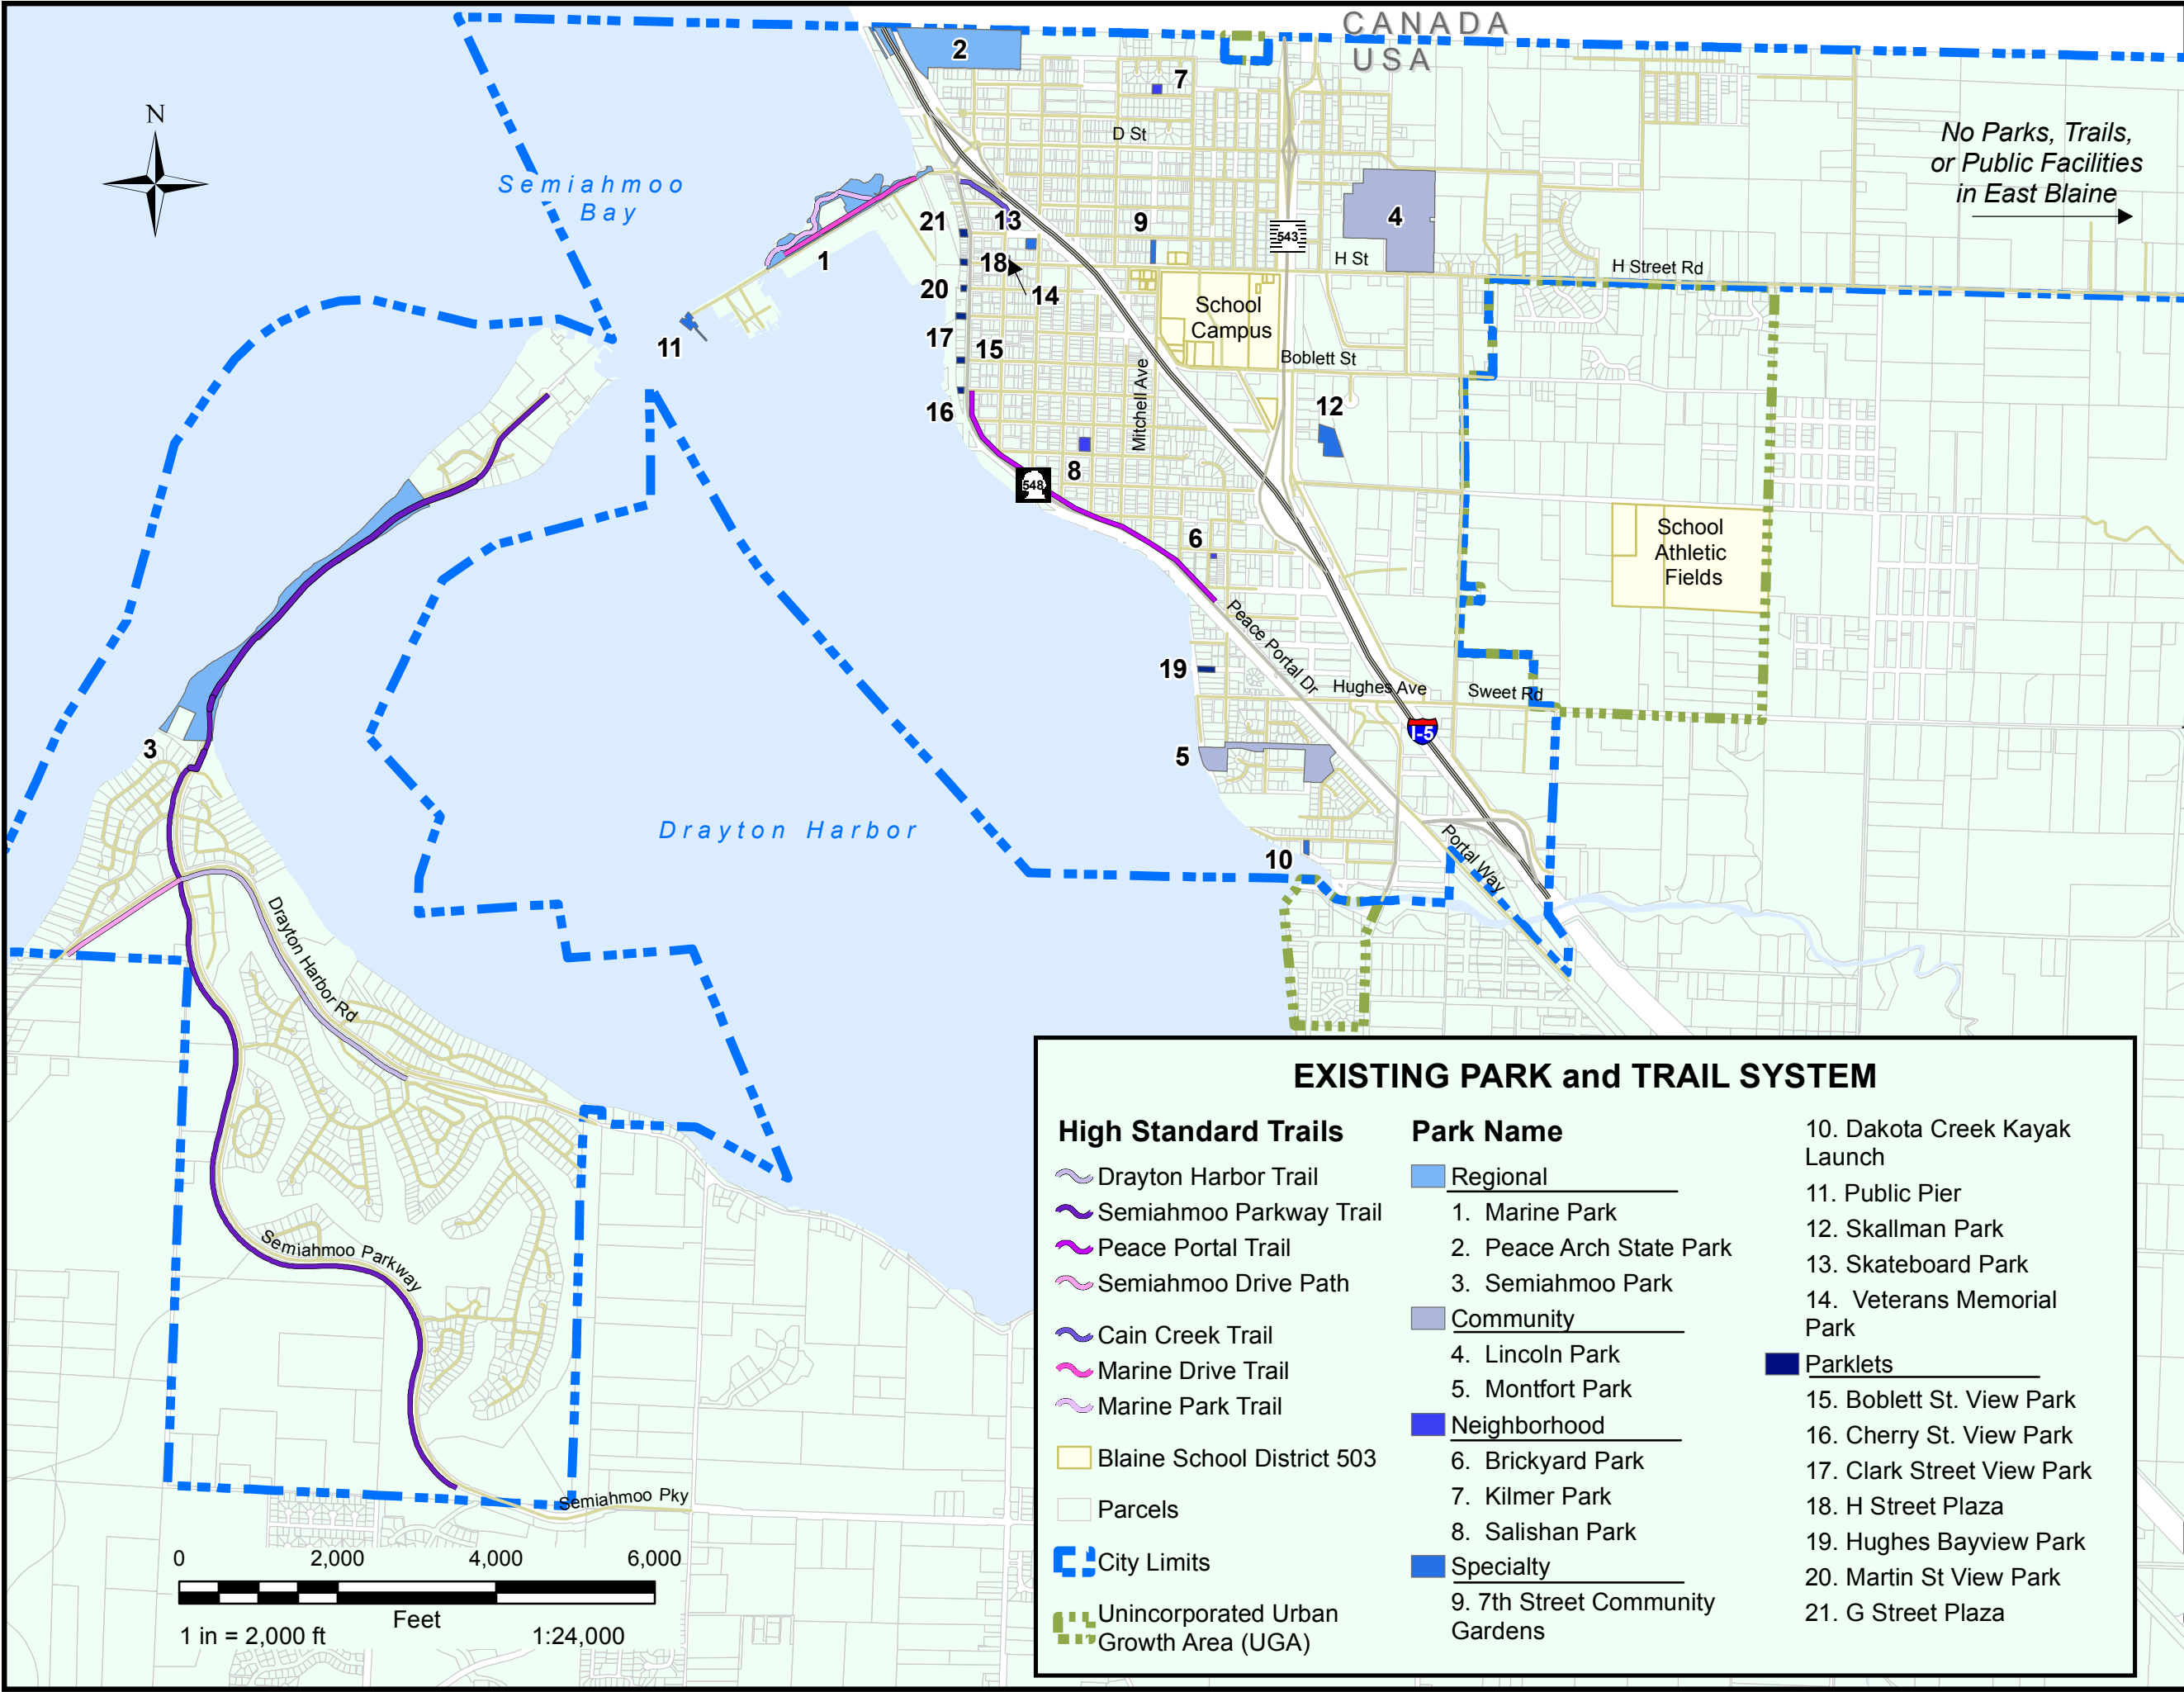 CANADA
USA
N
2
7
D St
No Parks, Trails,
or Public Facilities
in East Blaine
Semiahmoo
Bay
21
13
9
4
543
1
18
H St
H Street Rd
20
14
School
Campus
11
17
15
Boblett St
Mitchell Ave
16
12
8
548
6
School
Athletic
Fields
Peace Portal Dr
19
Hughes Ave
Sweet Rd
I-5
3
5
Drayton Harbor
10
Portal Way
Drayton Harbor Rd
Semiahmoo Parkway
Semiahmoo Pky
0 2,000 4,000 6,000
Feet
1 in = 2,000 ft 1:24,000
EXISTING PARK and TRAIL SYSTEM
High Standard Trails
Drayton Harbor Trail
Semiahmoo Parkway Trail
Peace Portal Trail
Semiahmoo Drive Path
Cain Creek Trail
Marine Drive Trail
Marine Park Trail
Blaine School District 503
Parcels
City Limits
Unincorporated Urban
Growth Area (UGA)
Park Name
Regional
1. Marine Park
2. Peace Arch State Park
3. Semiahmoo Park
Community
4. Lincoln Park
5. Montfort Park
Neighborhood
6. Brickyard Park
7. Kilmer Park
8. Salishan Park
Specialty
9. 7th Street Community
Gardens
10. Dakota Creek Kayak
Launch
11. Public Pier
12. Skallman Park
13. Skateboard Park
14. Veterans Memorial
Park
Parklets
15. Boblett St. View Park
16. Cherry St. View Park
17. Clark Street View Park
18. H Street Plaza
19. Hughes Bayview Park
20. Martin St View Park
21. G Street Plaza